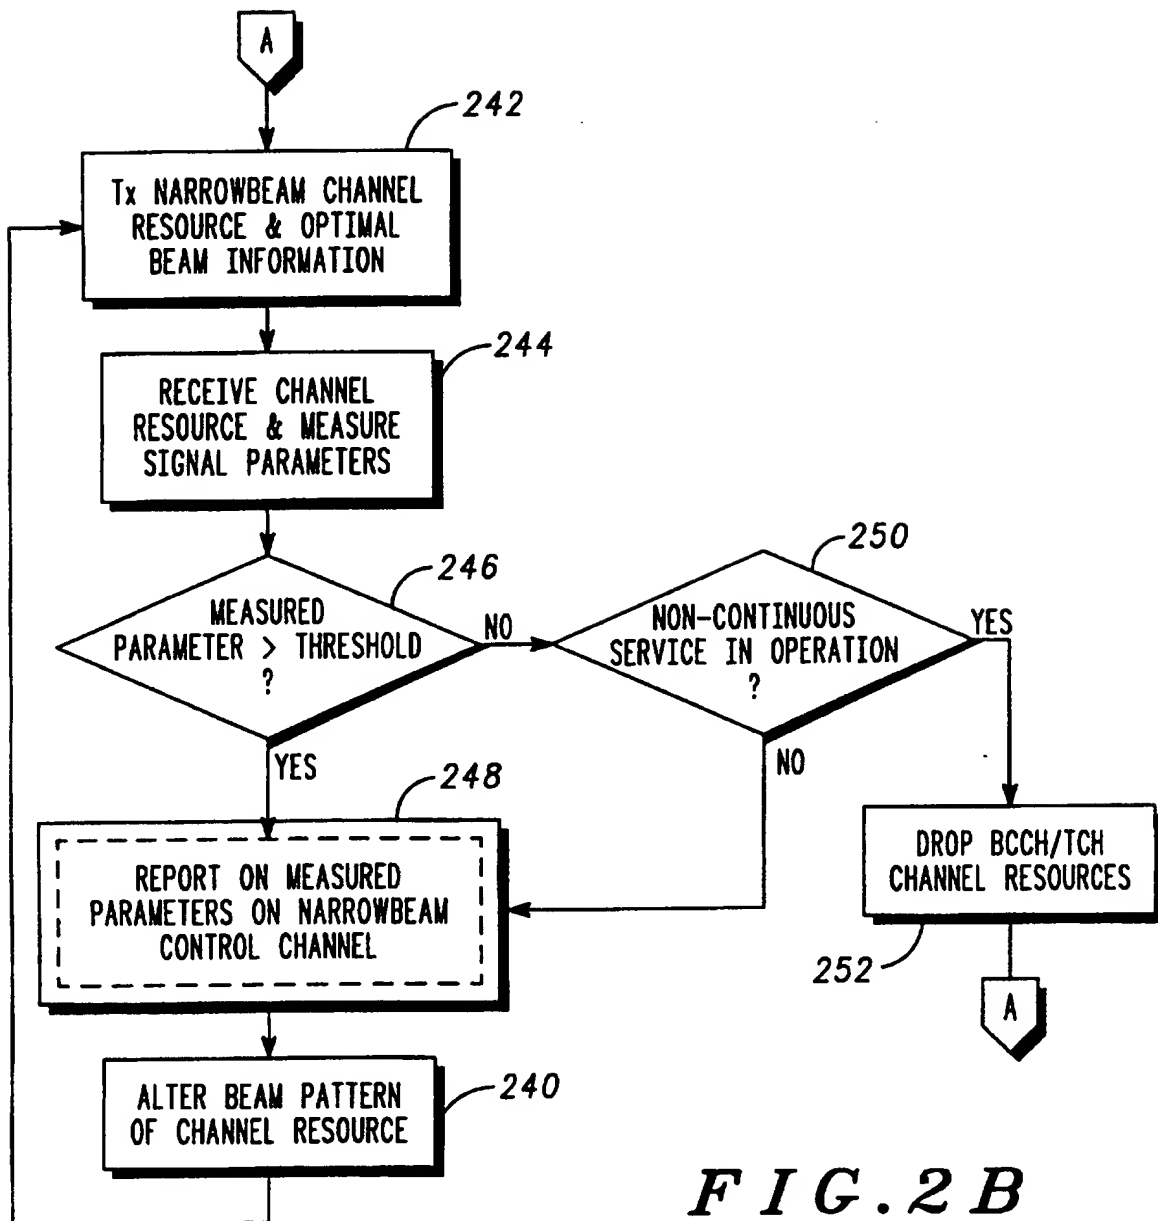 A
242
Tx NARROWBEAM CHANNEL
RESOURCE & OPTIMAL
BEAM INFORMATION
244
RECEIVE CHANNEL
RESOURCE & MEASURE
SIGNAL PARAMETERS
246
MEASURED
PARAMETER > THRESHOLD
?
NO
YES
250
NON-CONTINUOUS
SERVICE IN OPERATION
?
YES
NO
248
REPORT ON MEASURED
PARAMETERS ON NARROWBEAM
CONTROL CHANNEL
DROP BCCH/TCH
CHANNEL RESOURCES
252
A
ALTER BEAM PATTERN
OF CHANNEL RESOURCE
240
FIG.2B